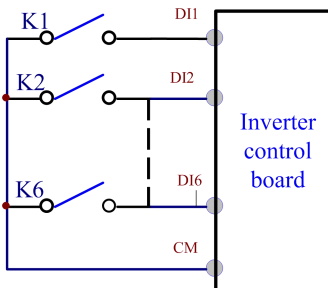 K1
DI1
K2
DI2
Inverter
control
board
K6
DI6
CM